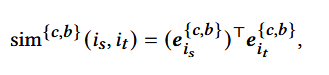 sim^{c,b}(i_s, i_t) = (e_{i_s}^{c,b})^⊤ e_{i_t}^{c,b},